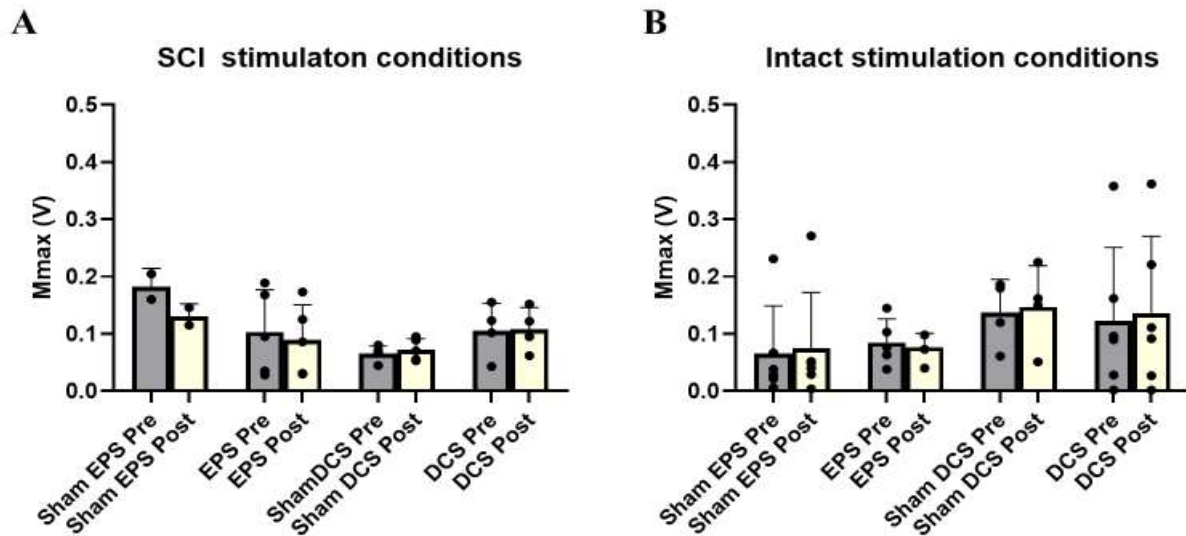 A
SCI stimulaton conditions
Mmax (V)
0.5
0.4
0.3
0.2
0.1
0.0
Sham EPS Pre
Sham EPS Post
EPS Pre
EPS Post
ShamDCS Pre
Sham DCS Post
DCS Pre
DCS Post
B
Intact stimulation conditions
Mmax (V)
0.5
0.4
0.3
0.2
0.1
0.0
Sham EPS Pre
Sham EPS Post
EPS Pre
EPS Post
Sham DCS Pre
Sham DCS Post
DCS Pre
DCS Post